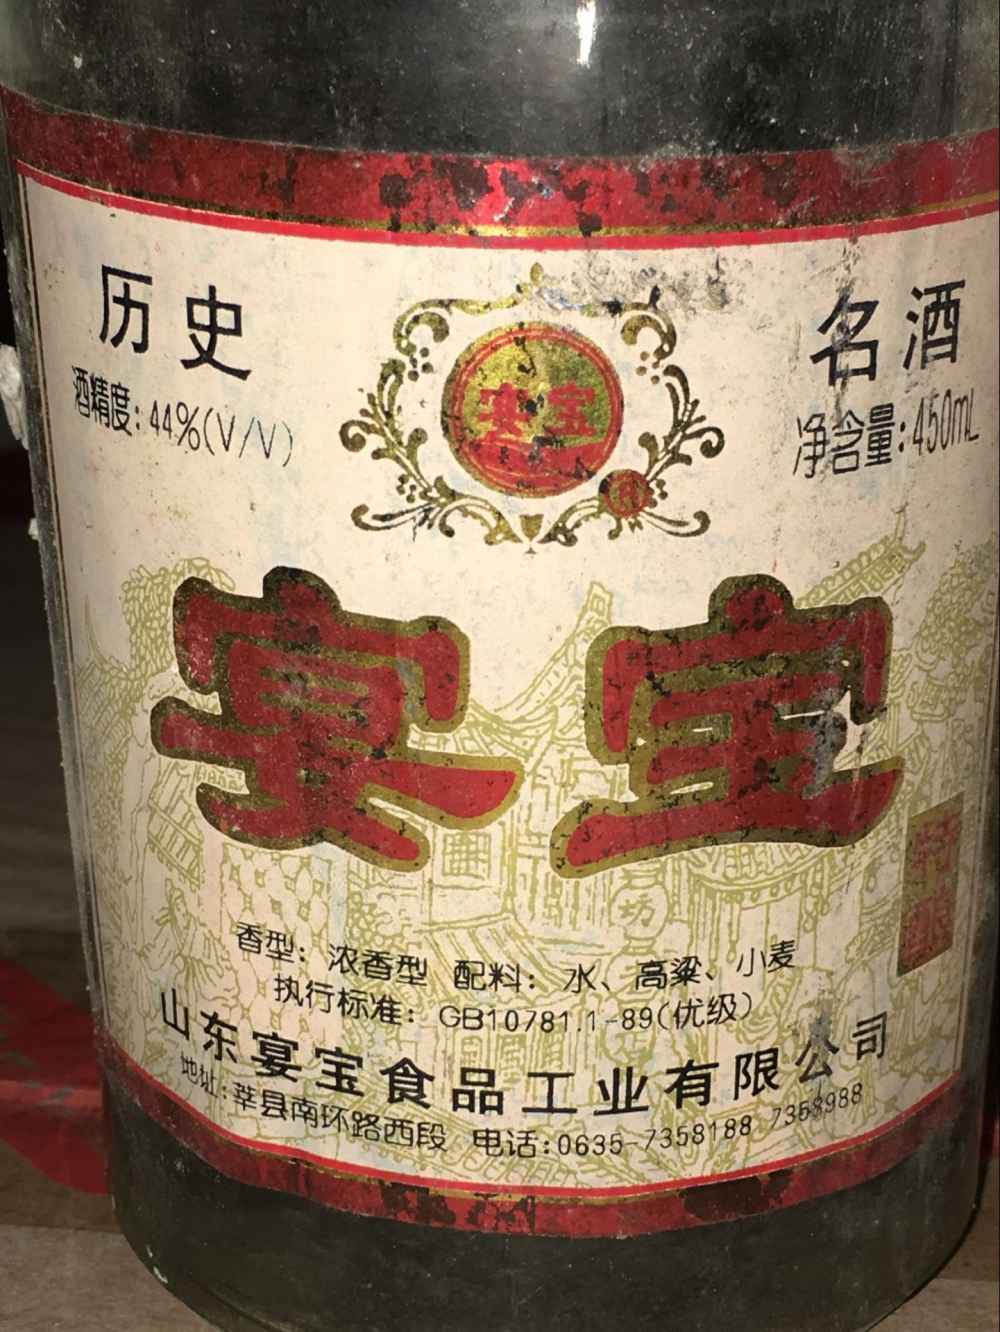 历史 名酒
酒精度：44%(V/V) 净含量：450mL
宴宝
宴宝
特酿
坊
香型：浓香型 配料：水、高粱、小麦
执行标准：GB10781.1-89(优级)
山东宴宝食品工业有限公司
地址：莘县南环路西段 电话：0635-7358188 7358988